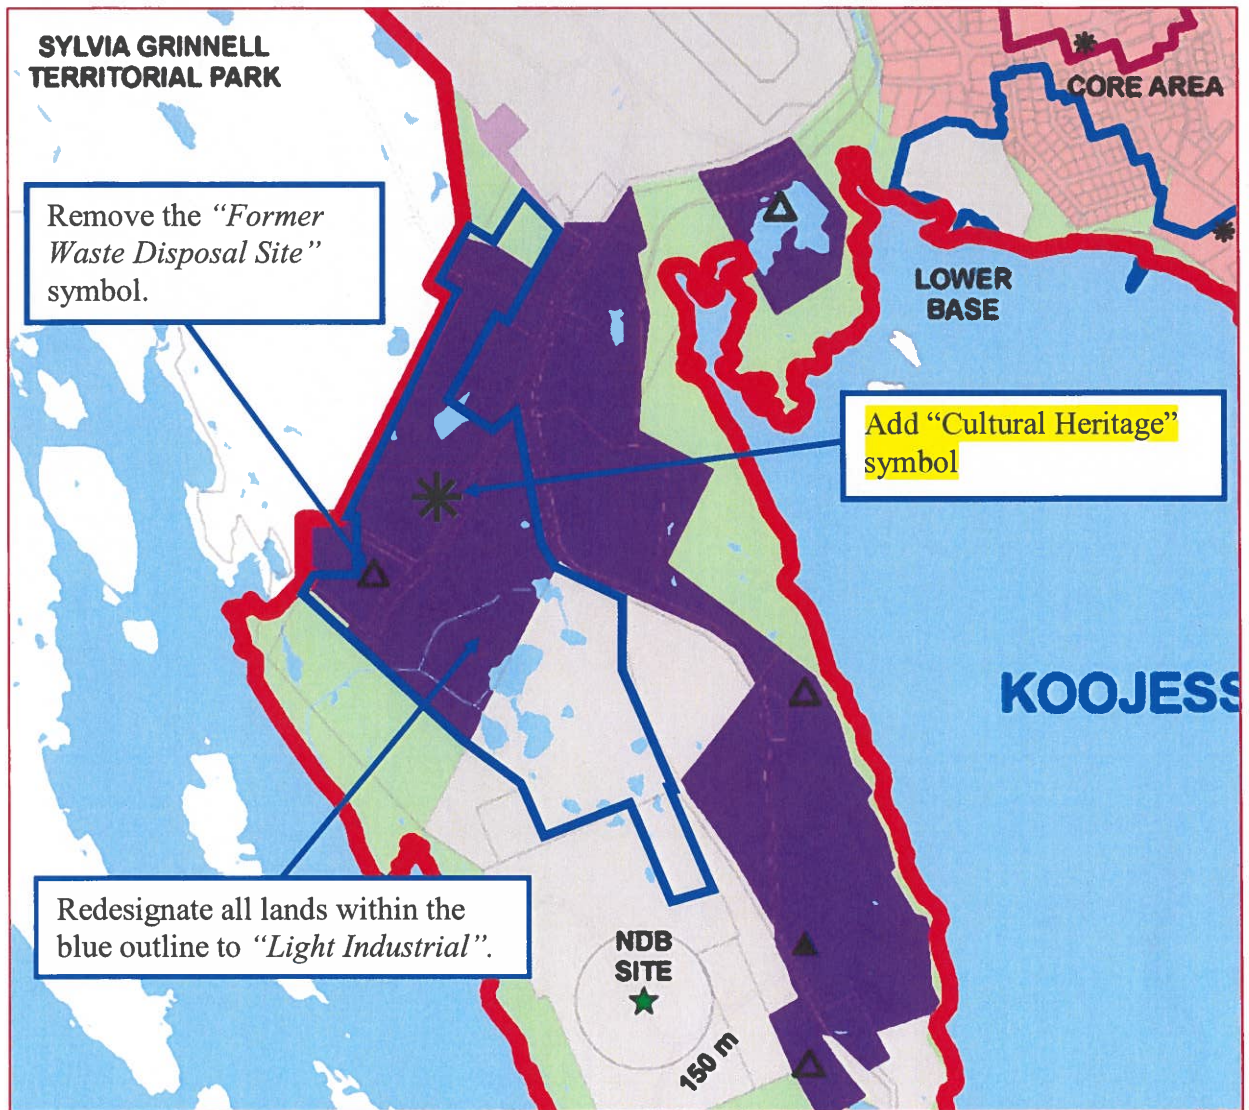 SYLVIA GRINNELL
TERRITORIAL PARK
CORE AREA
Remove the “Former
Waste Disposal Site”
symbol.
LOWER
BASE
Add “Cultural Heritage”
symbol
KOOJESS
Redesignate all lands within the
blue outline to “Light Industrial”.
NDB
SITE
150 m